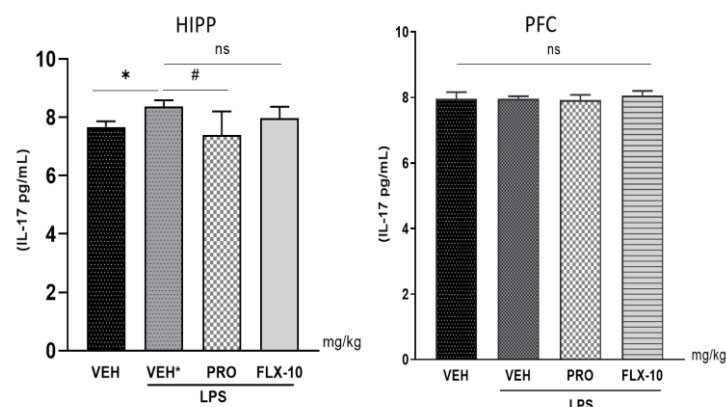 HIPP
ns
* #
10
8
6
4
2
0
(IL-17 pg/mL)
mg/kg
VEH VEH* PRO FLX-10
LPS
PFC
ns
10
8
6
4
2
0
(IL-17 pg/mL)
mg/kg
VEH VEH PRO FLX-10
LPS